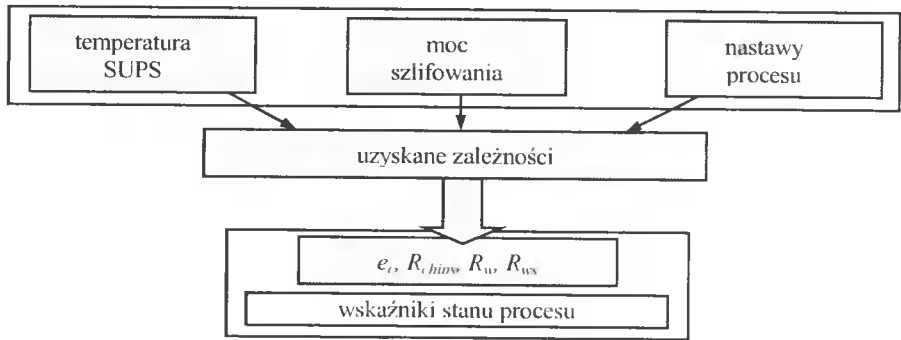 temperatura
SUPS
moc
szlifowania
nastawy
procesu
uzyskane zależności
e_c, R_chips, R_w, R_ws
wskaźniki stanu procesu